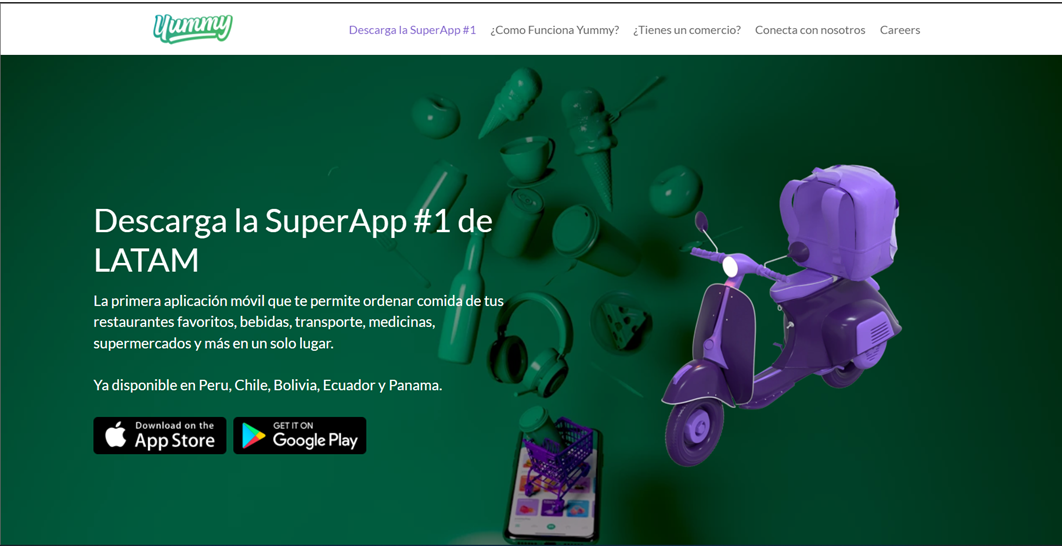 Yummy
Descarga la SuperApp #1
¿Como Funciona Yummy?
¿Tienes un comercio?
Conecta con nosotros
Careers
Descarga la SuperApp #1 de
LATAM
La primera aplicación móvil que te permite ordenar comida de tus
restaurantes favoritos, bebidas, transporte, medicinas,
supermercados y más en un solo lugar.
Ya disponible en Peru, Chile, Bolivia, Ecuador y Panama.
Download on the
App Store
GET IT ON
Google Play